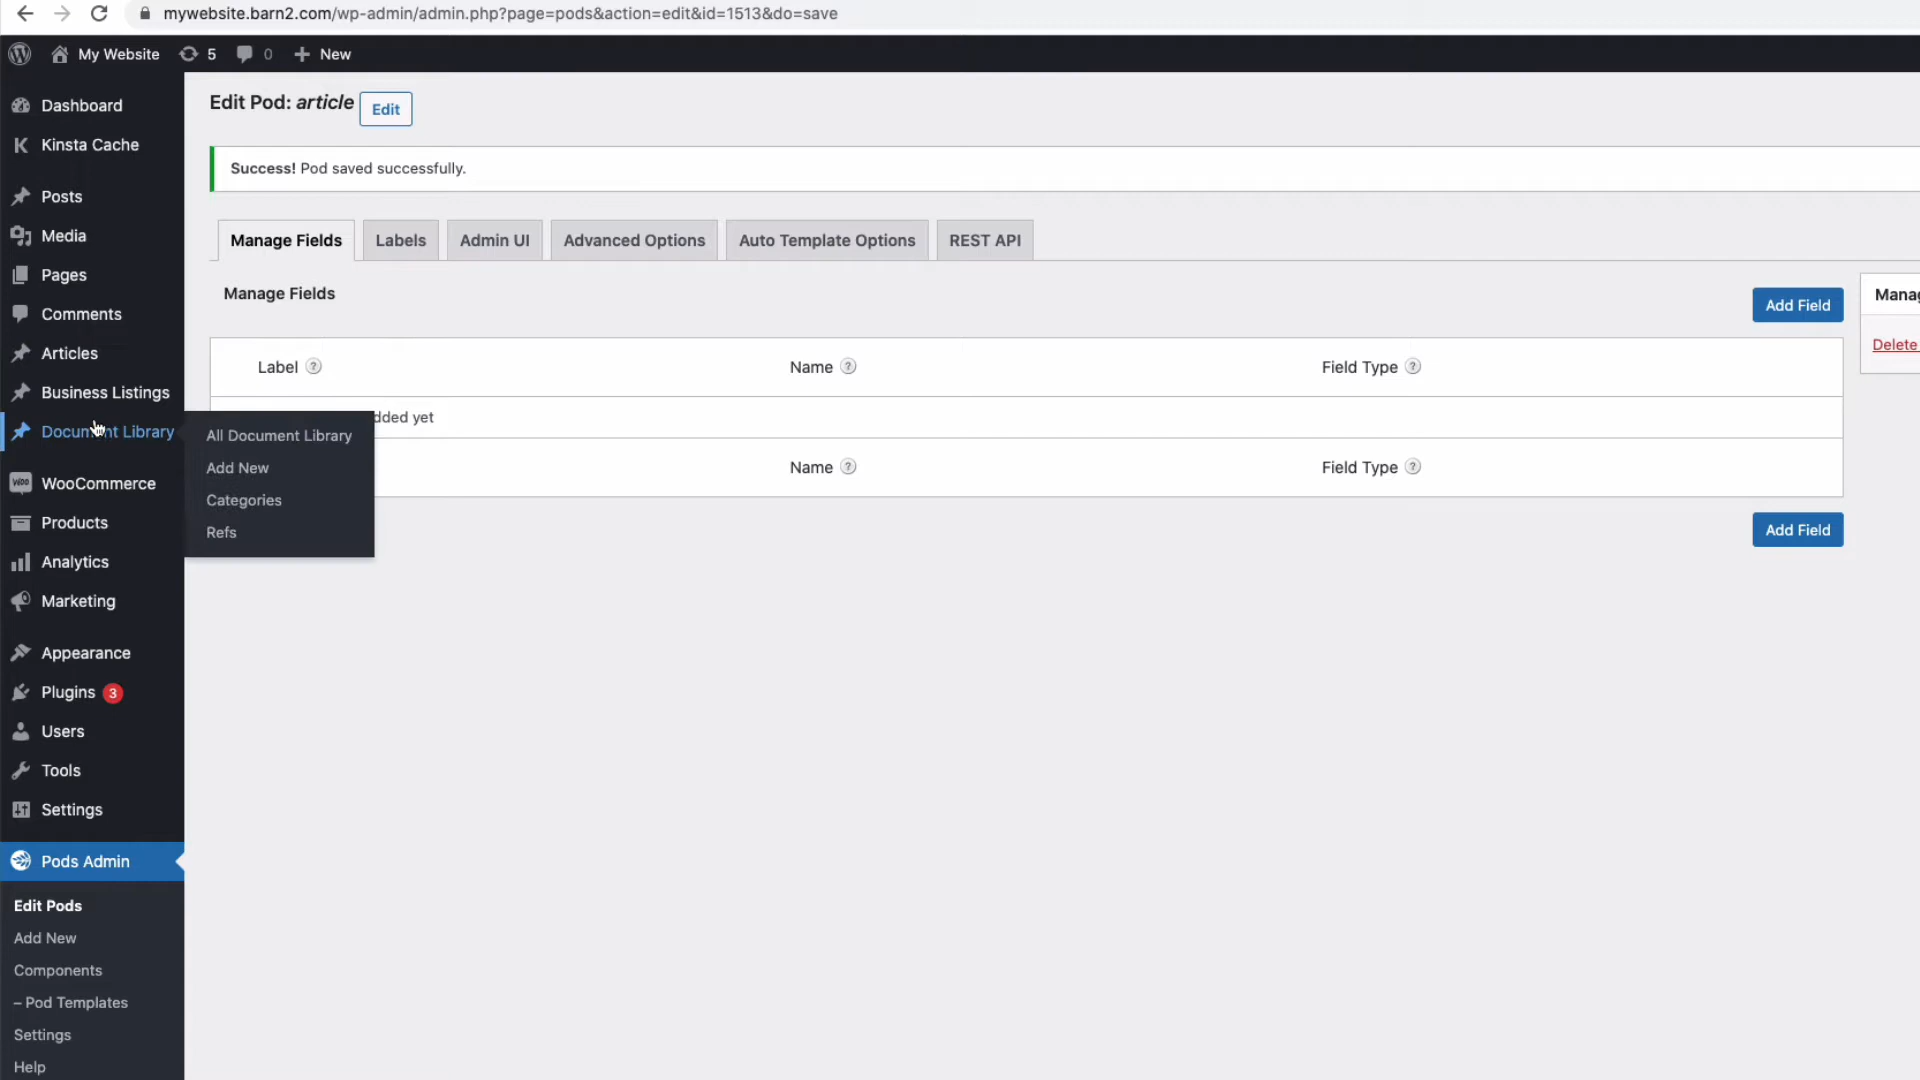 mywebsite.barn2.com/wp-admin/admin.php?page=pods&action=edit&id=1513&do=save
My Website 5 0 New
Dashboard
Kinsta Cache
Posts
Media
Pages
Comments
Articles
Business Listings
Document Library
WooCommerce
Products
Analytics
Marketing
Appearance
Plugins 3
Users
Tools
Settings
Pods Admin
Edit Pods
Add New
Components
– Pod Templates
Settings
Help
All Document Library
Add New
Categories
Refs
Edit Pod: article Edit
Success! Pod saved successfully.
Manage Fields Labels Admin UI Advanced Options Auto Template Options REST API
Manage Fields
Add Field
Label ? Name ? Field Type ?
dded yet
Name ? Field Type ?
Add Field
Manag
Delete